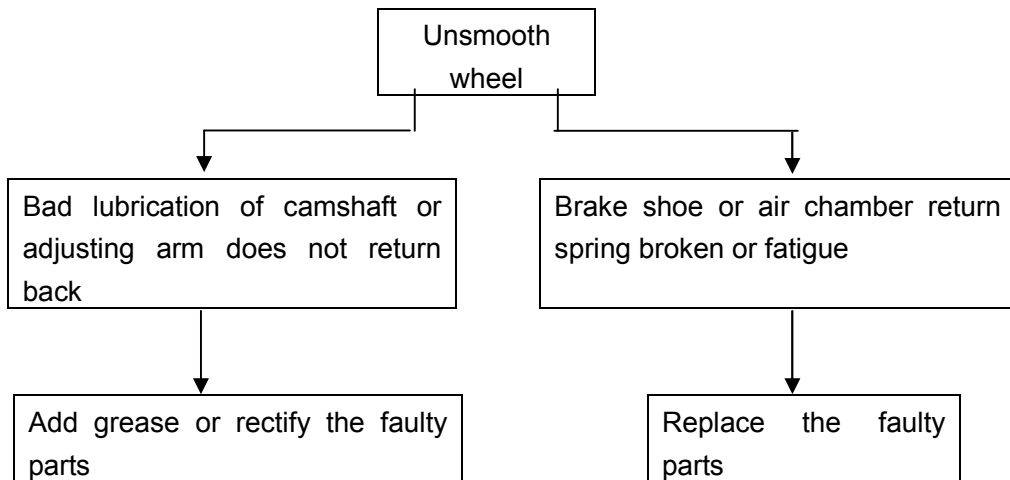 Unsmooth
wheel
Bad lubrication of camshaft or
adjusting arm does not return
back
Brake shoe or air chamber return
spring broken or fatigue
Add grease or rectify the faulty
parts
Replace the faulty
parts